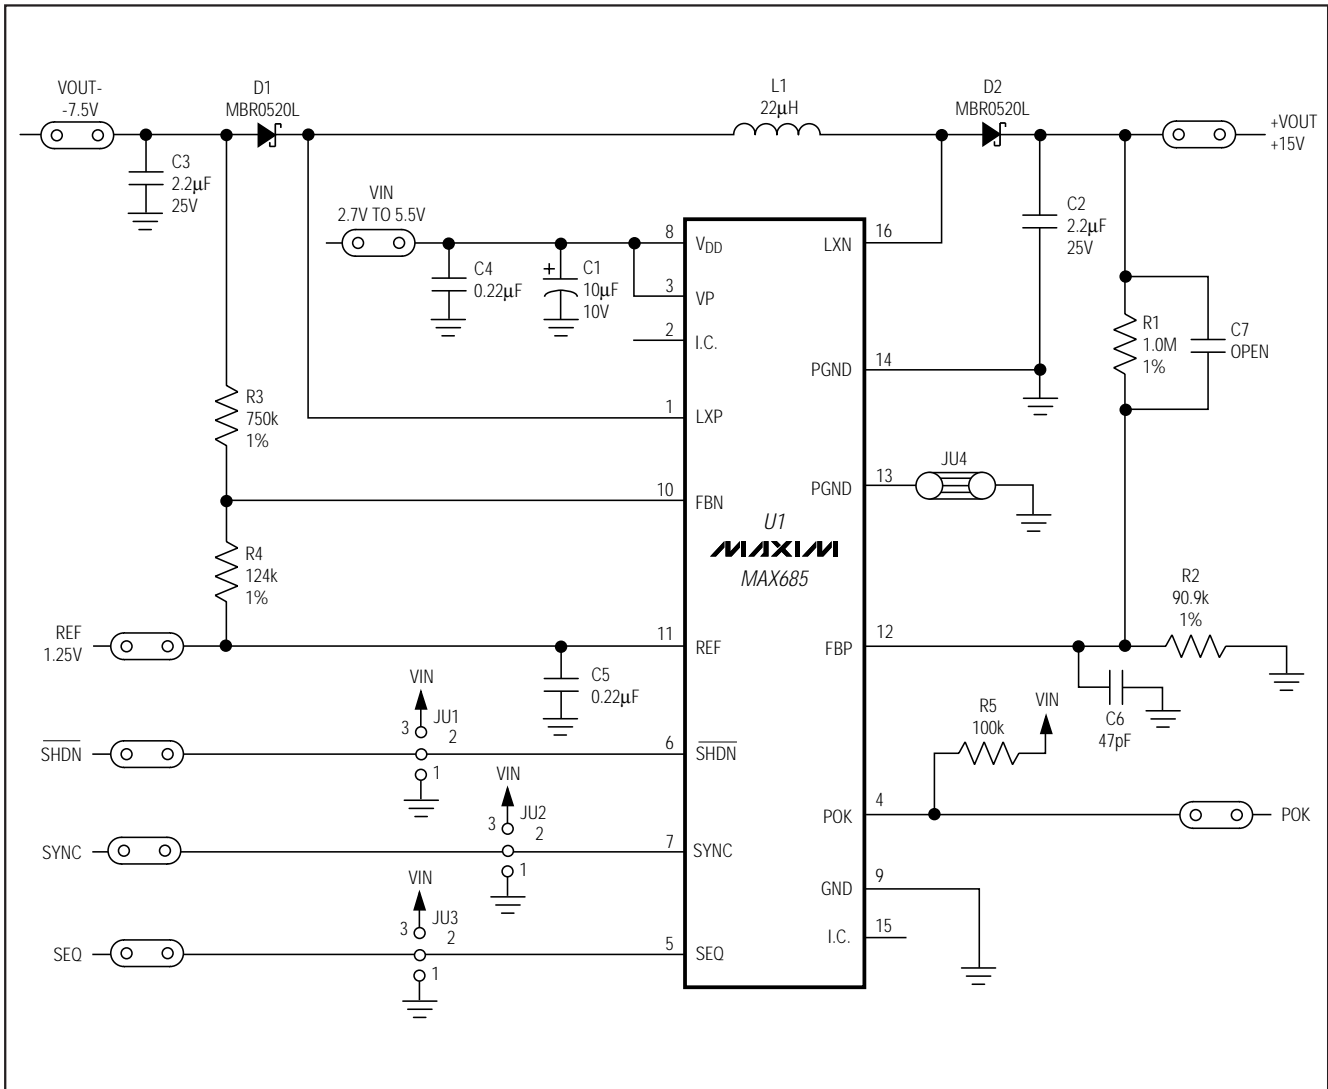 VOUT-
-7.5V
D1
MBR0520L
L1
22μH
D2
MBR0520L
+VOUT
+15V
C3
2.2μF
25V
VIN
2.7V TO 5.5V
C4
0.22μF
+
C1
10μF
10V
8
VDD
3
VP
2
I.C.
1
LXP
10
FBN
11
REF
6
SHDN
7
SYNC
5
SEQ
U1
MAXIM
MAX685
LXN
16
PGND
14
PGND
13
FBP
12
POK
4
GND
9
I.C.
15
C2
2.2μF
25V
R1
1.0M
1%
C7
OPEN
JU4
R3
750k
1%
R4
124k
1%
REF
1.25V
C5
0.22μF
R2
90.9k
1%
C6
47pF
R5
100k
VIN
POK
SHDN
VIN
JU1
3
2
1
SYNC
VIN
JU2
3
2
1
SEQ
VIN
JU3
3
2
1